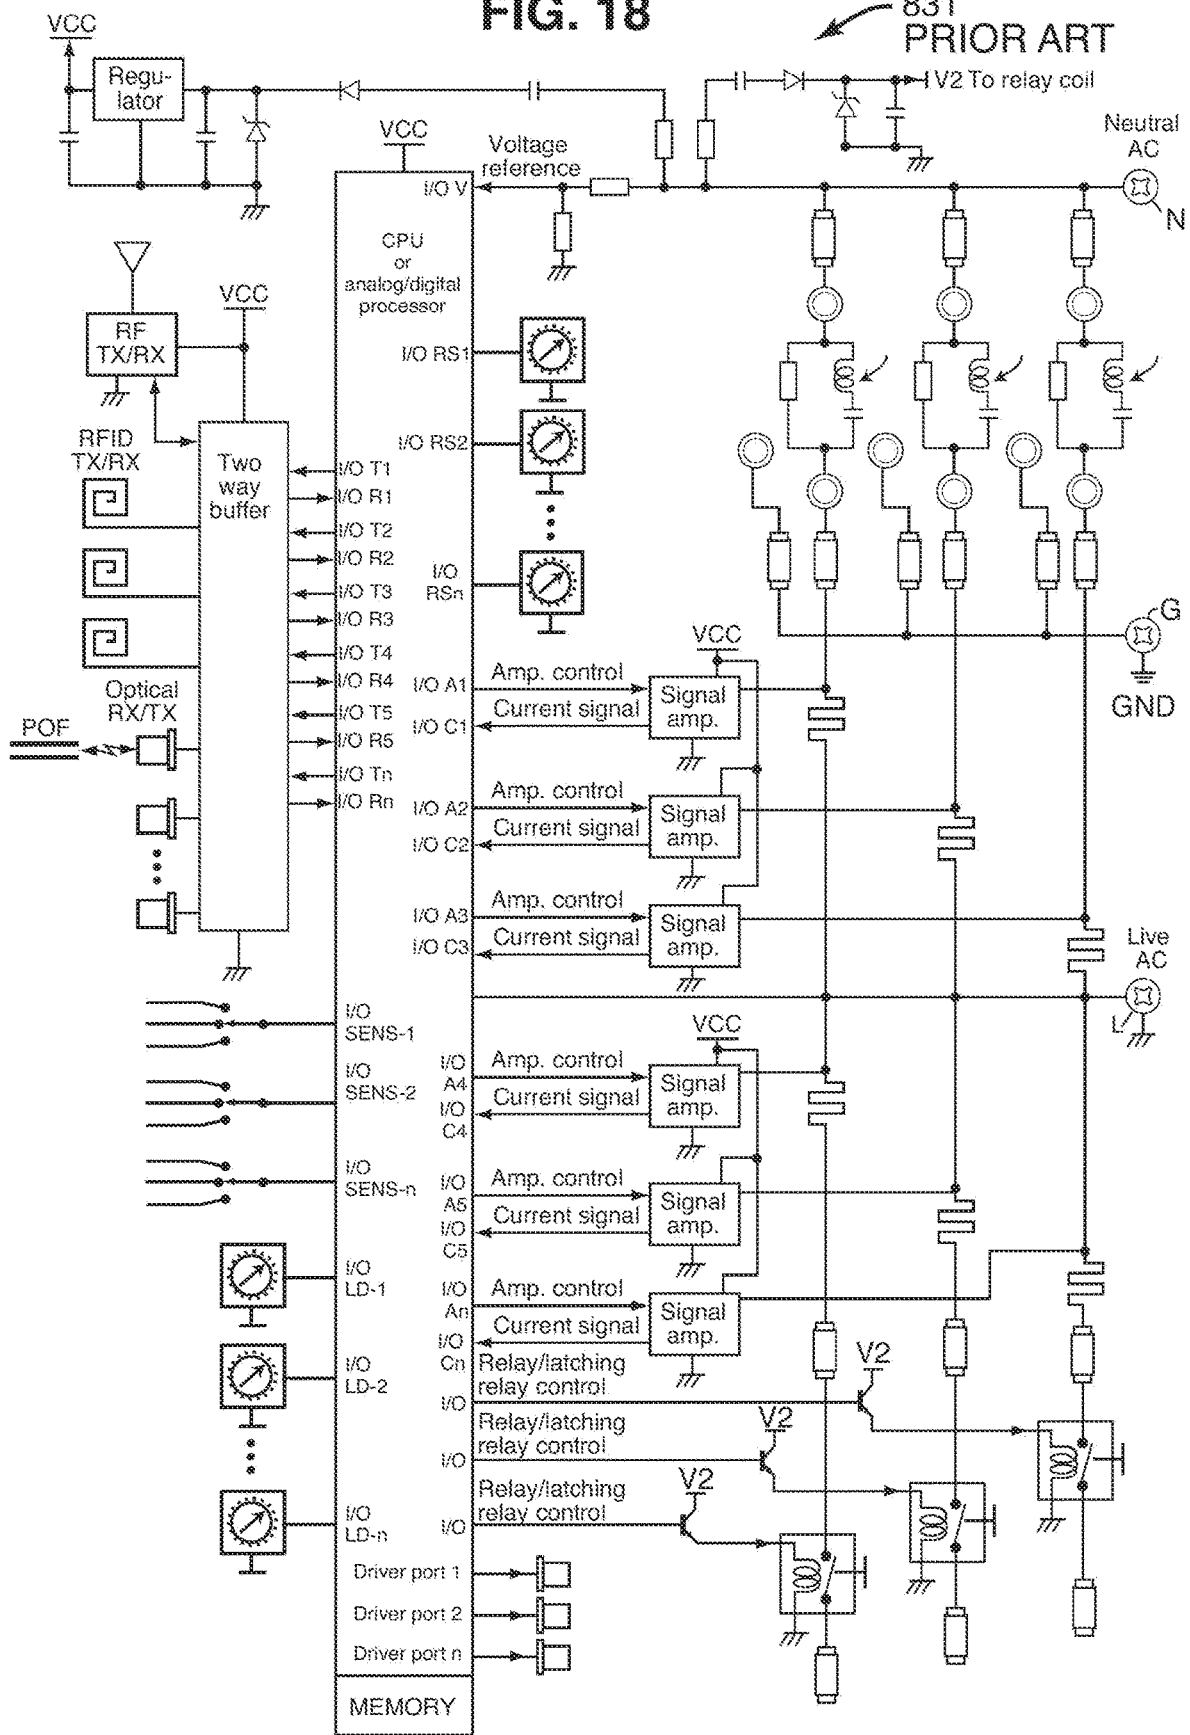 FIG. 18
831
PRIOR ART
VCC
Regu-
lator
V2 To relay coil
VCC
Voltage
reference
Neutral
AC
N
I/O V
CPU
or
analog/digital
processor
VCC
RF
TX/RX
I/O RS1
I/O RS2
I/O
RSn
RFID
TX/RX
Two
way
buffer
I/O T1
I/O R1
I/O T2
I/O R2
I/O T3
I/O R3
I/O T4
I/O R4
I/O T5
I/O R5
I/O Tn
I/O Rn
G
GND
Optical
RX/TX
POF
VCC
I/O A1
Amp. control
I/O C1
Current signal
Signal
amp.
I/O A2
Amp. control
I/O C2
Current signal
Signal
amp.
I/O A3
Amp. control
I/O C3
Current signal
Signal
amp.
Live
AC
L
I/O
SENS-1
I/O
SENS-2
I/O
SENS-n
VCC
I/O
A4
Amp. control
I/O
C4
Current signal
Signal
amp.
I/O
A5
Amp. control
I/O
C5
Current signal
Signal
amp.
I/O
An
Amp. control
I/O
Cn
Current signal
Signal
amp.
I/O
LD-1
I/O
LD-2
I/O
LD-n
Relay/latching
relay control
I/O
V2
Relay/latching
relay control
I/O
V2
Relay/latching
relay control
I/O
V2
Driver port 1
Driver port 2
Driver port n
MEMORY